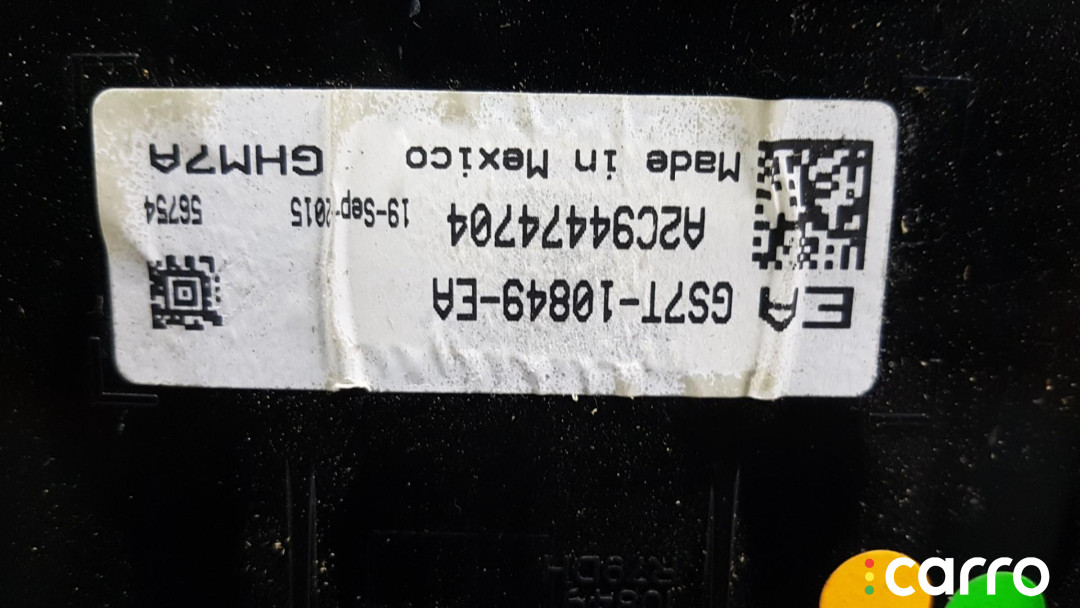 EA GS7T-10849-EA
A2C94474704
19-Sep-2015 56754
Made in Mexico GHM7A
carro